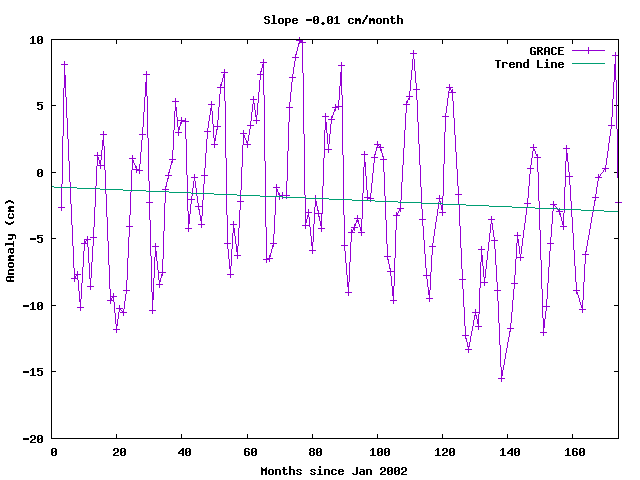 Slope -0.01 cm/month
GRACE
Trend Line
10
5
0
-5
-10
-15
-20
Anomaly (cm)
0 20 40 60 80 100 120 140 160
Months since Jan 2002